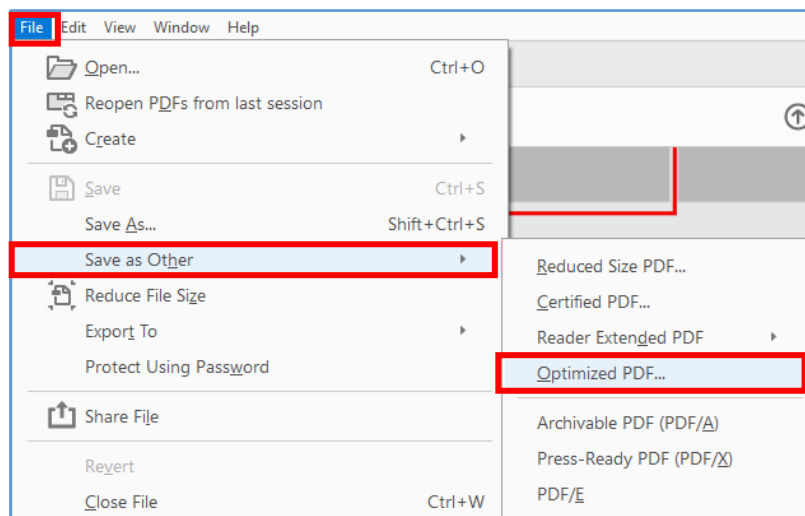 File Edit View Window Help
Open... Ctrl+O
Reopen PDFs from last session
Create
Save Ctrl+S
Save As... Shift+Ctrl+S
Save as Other
Reduce File Size
Export To
Protect Using Password
Share File
Revert
Close File Ctrl+W
Reduced Size PDF...
Certified PDF...
Reader Extended PDF
Optimized PDF...
Archivable PDF (PDF/A)
Press-Ready PDF (PDF/X)
PDF/E